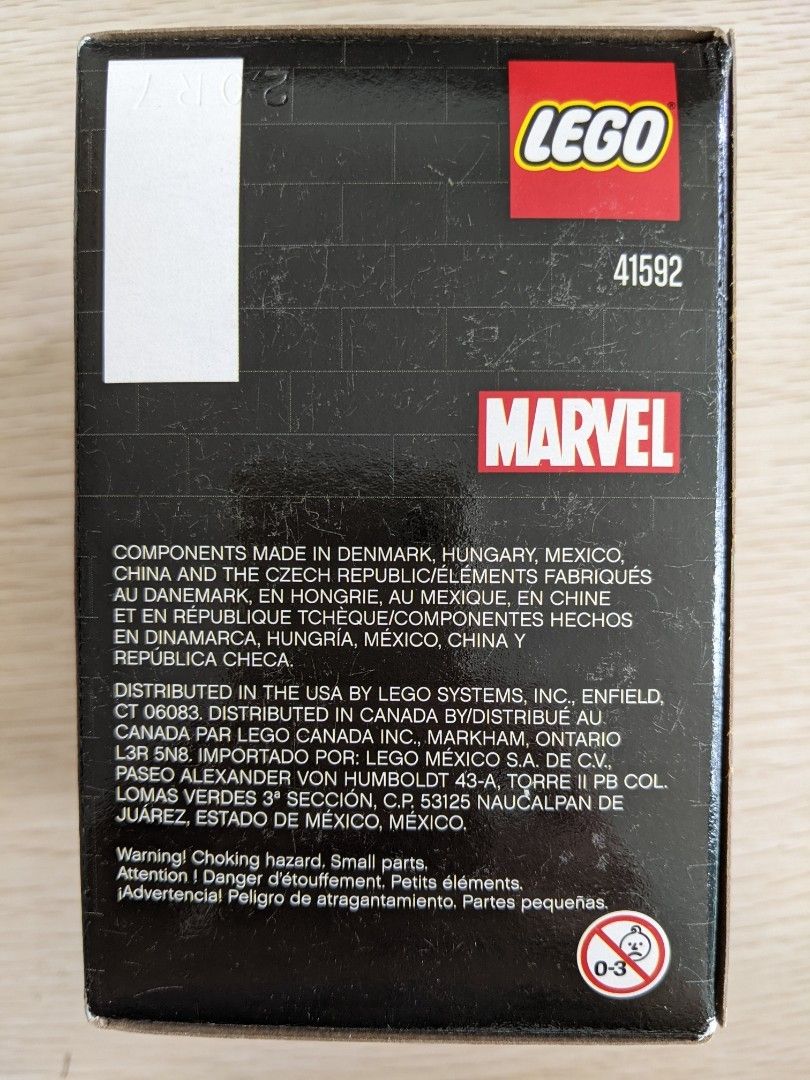 LEGO
®
41592
MARVEL
COMPONENTS MADE IN DENMARK, HUNGARY, MEXICO,
CHINA AND THE CZECH REPUBLIC/ÉLÉMENTS FABRIQUÉS
AU DANEMARK, EN HONGRIE, AU MEXIQUE, EN CHINE
ET EN RÉPUBLIQUE TCHÈQUE/COMPONENTES HECHOS
EN DINAMARCA, HUNGRÍA, MÉXICO, CHINA Y
REPÚBLICA CHECA.
DISTRIBUTED IN THE USA BY LEGO SYSTEMS, INC., ENFIELD,
CT 06083. DISTRIBUTED IN CANADA BY/DISTRIBUÉ AU
CANADA PAR LEGO CANADA INC., MARKHAM, ONTARIO
L3R 5N8. IMPORTADO POR: LEGO MÉXICO S.A. DE C.V.,
PASEO ALEXANDER VON HUMBOLDT 43-A, TORRE II PB COL.
LOMAS VERDES 3ª SECCIÓN, C.P. 53125 NAUCALPAN DE
JUÁREZ, ESTADO DE MÉXICO, MÉXICO.
Warning! Choking hazard. Small parts.
Attention ! Danger d'étouffement. Petits éléments.
¡Advertencia! Peligro de atragantamiento. Partes pequeñas.
0-3